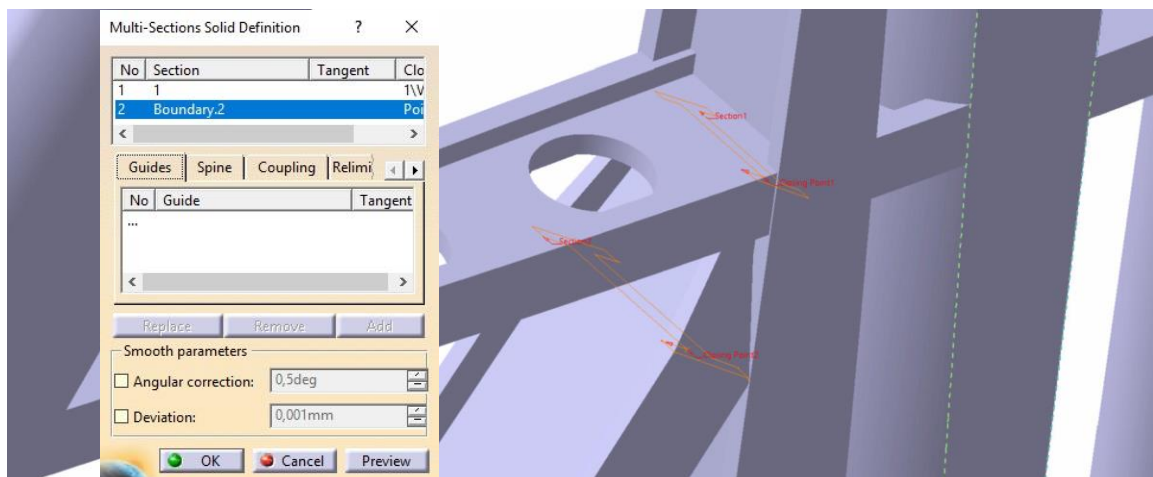 Multi-Sections Solid Definition ? ×
No Section Tangent Clo
1 1 1\V
2 Boundary.2 Poi
Guides Spine Coupling Relimi
No Guide Tangent
...
Replace Remove Add
Smooth parameters
Angular correction: 0,5deg
Deviation: 0,001mm
OK Cancel Preview
Section1
Closing Point1
Section2
Closing Point2